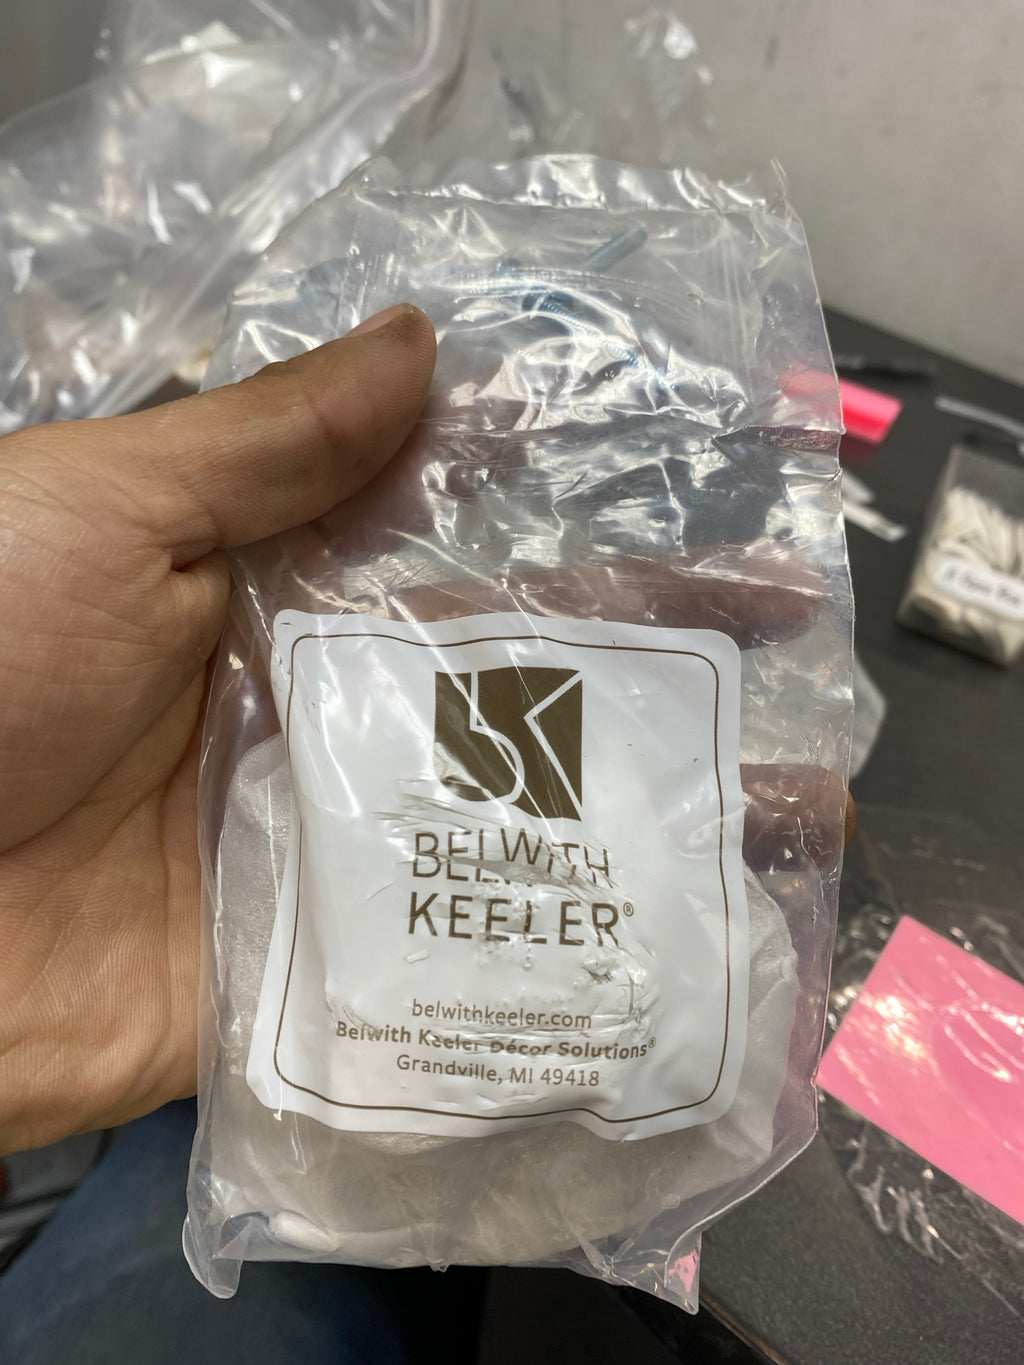 BELWITH
KEELER®
belwithkeeler.com
Belwith Keeler Décor Solutions®
Grandville, MI 49418